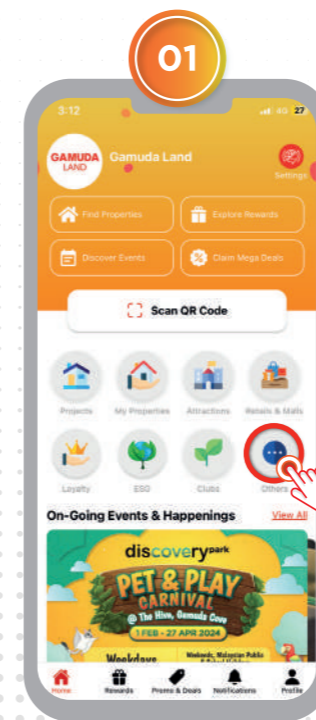 01
3:12
4G 27
GAMUDA
LAND
Gamuda Land
Settings
Find Properties
Explore Rewards
Discover Events
Claim Mega Deals
Scan QR Code
Projects
My Properties
Attractions
Retails & Malls
Loyalty
ESG
Clubs
Others
On-Going Events & Happenings
View All
discoverypark
PET & PLAY
CARNIVAL
@ The Hive, Gamuda Cove
1 FEB - 27 APR 2024
Weekdays
Weekends, Malaysian Public
Home
Rewards
Promo & Deals
Notifications
Profile